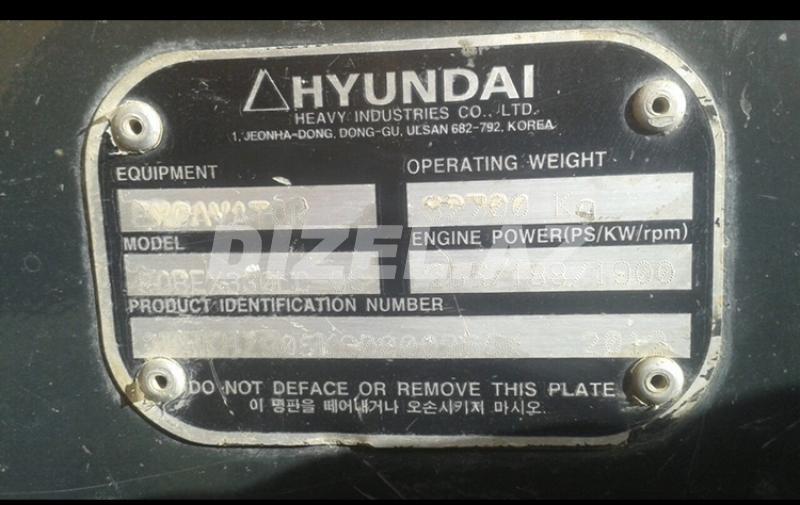 HYUNDAI
HEAVY INDUSTRIES CO., LTD.
1, JEONHA-DONG, DONG-GU, ULSAN 682-792, KOREA
EQUIPMENT
OPERATING WEIGHT
EXCAVATOR
Kg
DIZEL.AZ
MODEL
ENGINE POWER(PS/KW/rpm)
PRODUCT IDENTIFICATION NUMBER
DO NOT DEFACE OR REMOVE THIS PLATE
이 명판을 떼어내거나 오손시키지 마시오.